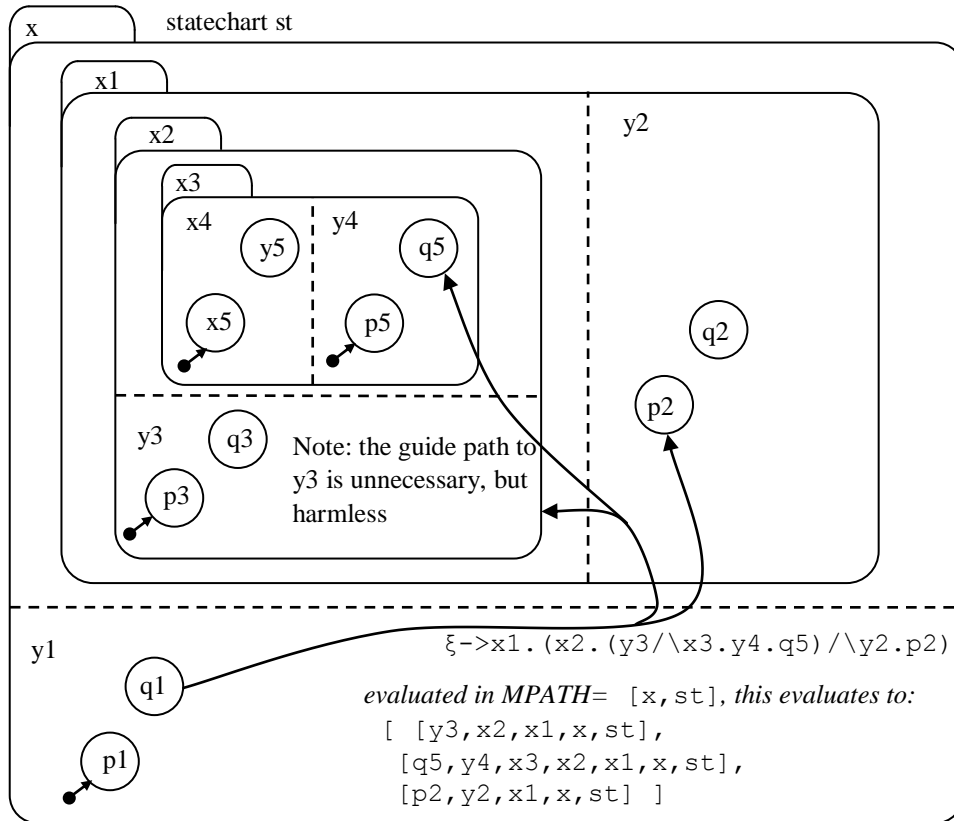 x
statechart st
x1
y2
x2
x3
x4
y4
y5
q5
x5
p5
q2
p2
y3
q3
Note: the guide path to
y3 is unnecessary, but
harmless
p3
ξ->x1.(x2.(y3/\x3.y4.q5)/\y2.p2)
y1
q1
evaluated in MPATH= [x,st], this evaluates to:
[ [y3,x2,x1,x,st],
[q5,y4,x3,x2,x1,x,st],
[p2,y2,x1,x,st] ]
p1